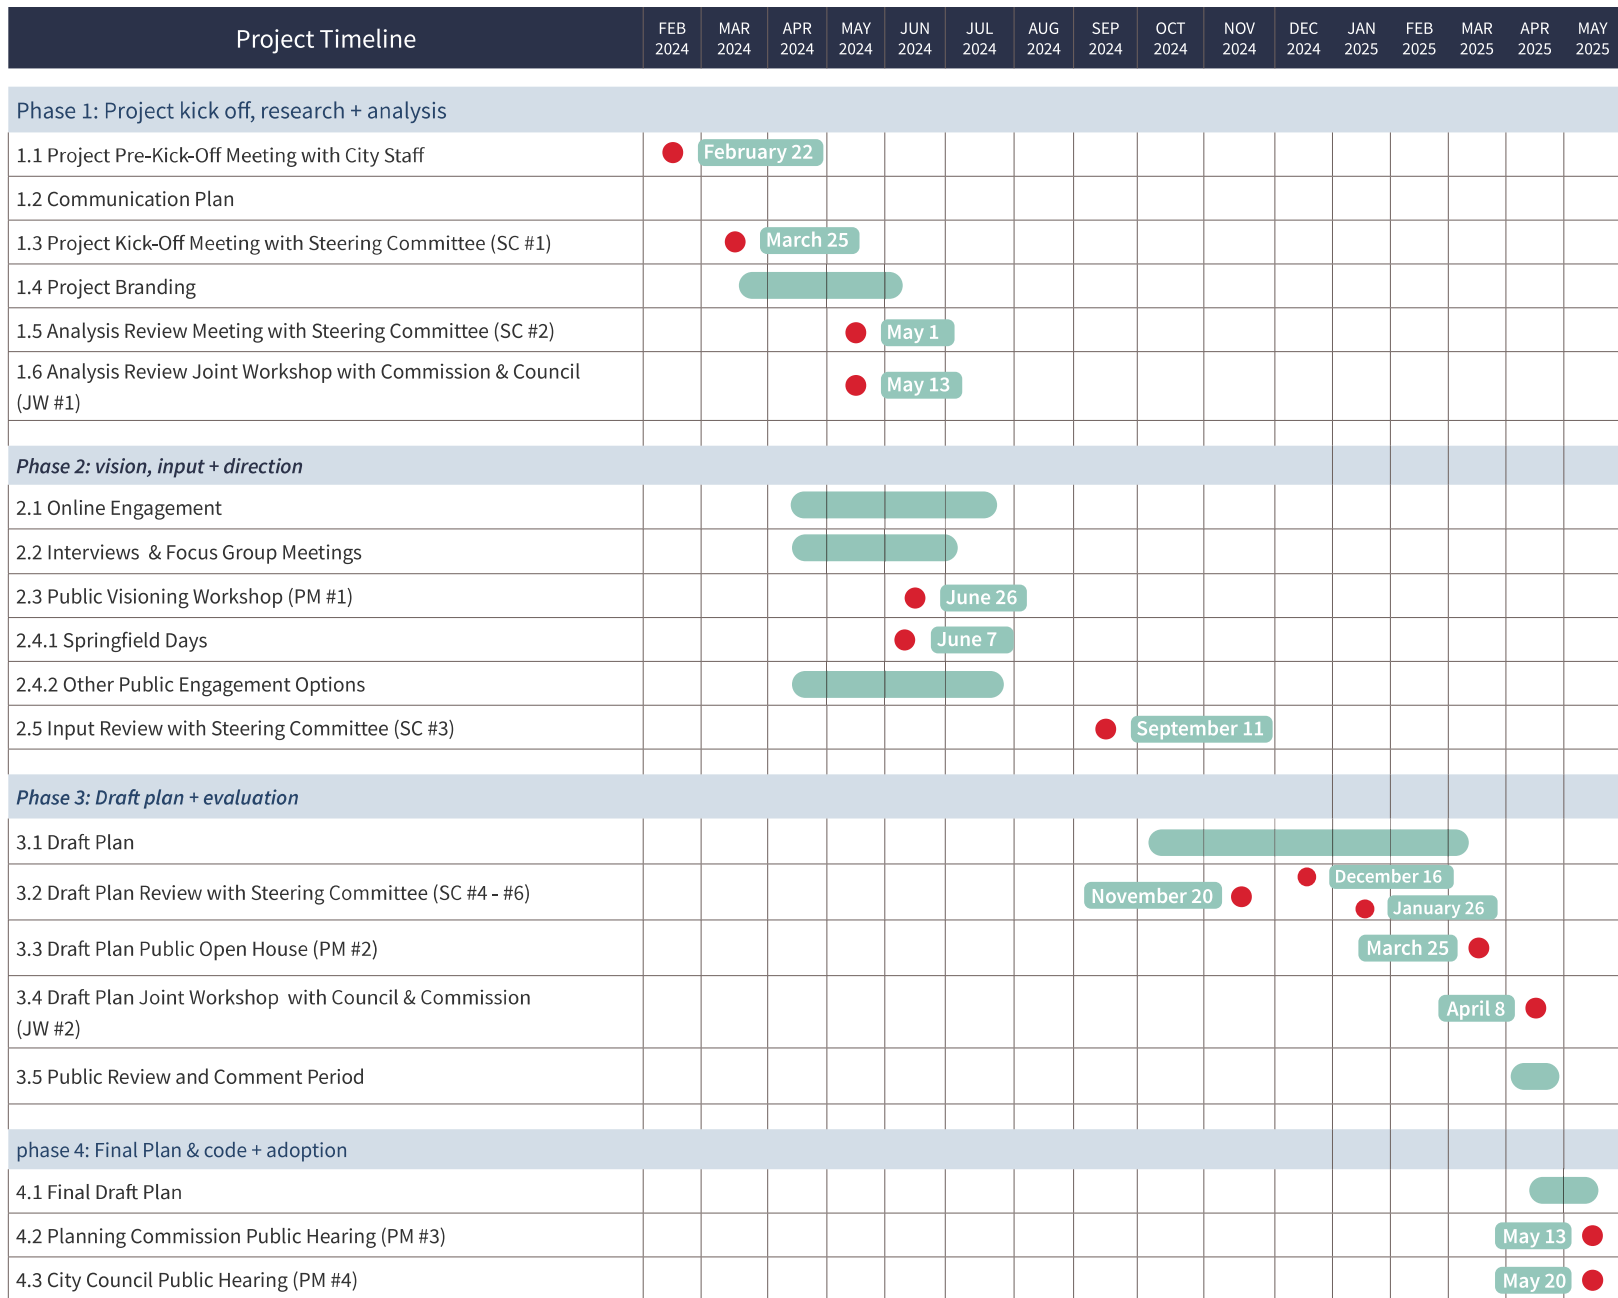 Project Timeline
FEB 2024
MAR 2024
APR 2024
MAY 2024
JUN 2024
JUL 2024
AUG 2024
SEP 2024
OCT 2024
NOV 2024
DEC 2024
JAN 2025
FEB 2025
MAR 2025
APR 2025
MAY 2025
Phase 1: Project kick off, research + analysis
1.1 Project Pre-Kick-Off Meeting with City Staff
February 22
1.2 Communication Plan
1.3 Project Kick-Off Meeting with Steering Committee (SC #1)
March 25
1.4 Project Branding
1.5 Analysis Review Meeting with Steering Committee (SC #2)
May 1
1.6 Analysis Review Joint Workshop with Commission & Council
(JW #1)
May 13
Phase 2: vision, input + direction
2.1 Online Engagement
2.2 Interviews & Focus Group Meetings
2.3 Public Visioning Workshop (PM #1)
June 26
2.4.1 Springfield Days
June 7
2.4.2 Other Public Engagement Options
2.5 Input Review with Steering Committee (SC #3)
September 11
Phase 3: Draft plan + evaluation
3.1 Draft Plan
3.2 Draft Plan Review with Steering Committee (SC #4 - #6)
November 20
December 16
January 26
3.3 Draft Plan Public Open House (PM #2)
March 25
3.4 Draft Plan Joint Workshop with Council & Commission
(JW #2)
April 8
3.5 Public Review and Comment Period
phase 4: Final Plan & code + adoption
4.1 Final Draft Plan
4.2 Planning Commission Public Hearing (PM #3)
May 13
4.3 City Council Public Hearing (PM #4)
May 20